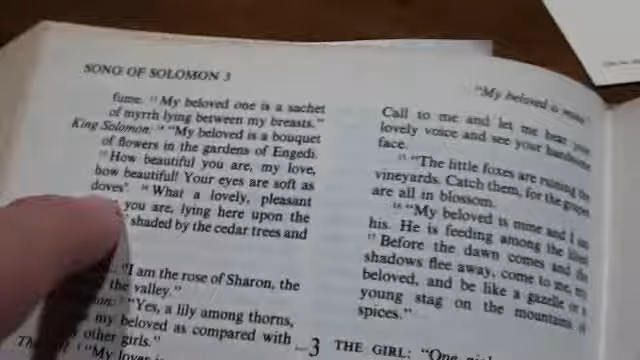 SONG OF SOLOMON 3
fume. "My beloved one is a sachet
of myrrh lying between my breasts."
King Solomon: "My beloved is a bouquet
of flowers in the gardens of Engedi.
"How beautiful you are, my love,
how beautiful! Your eyes are soft as
doves'. "What a lovely, pleasant
you are, lying here upon the
shaded by the cedar trees and
"I am the rose of Sharon, the
the valley."
"Yes, a lily among thorns,
my beloved as compared with
other girls."
"My lover is
"My beloved is mine
Call to me and let me hear your
lovely voice and see your handsome
face.
"The little foxes are ruining the
vineyards. Catch them, for the grapes
are all in blossom.
"My beloved is mine and I am
his. He is feeding among the
"Before the dawn comes and the
shadows flee away, come to me, my
beloved, and be like a gazelle or a
young stag on the mountains of
spices."
3 THE GIRL: "One